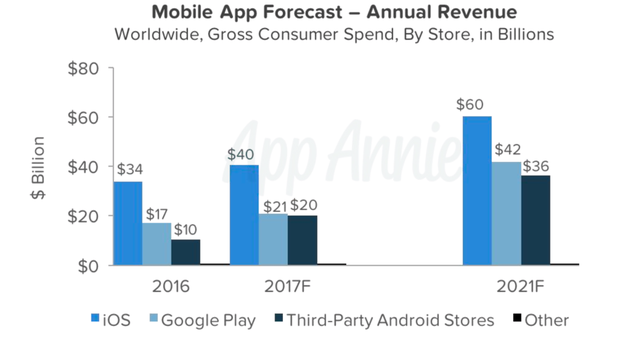 Mobile App Forecast – Annual Revenue
Worldwide, Gross Consumer Spend, By Store, in Billions
$80
$60
$40
$20
$0
$ Billion
App Annie
$34
$17
$10
$40
$21
$20
$60
$42
$36
2016
2017F
2021F
iOS
Google Play
Third-Party Android Stores
Other